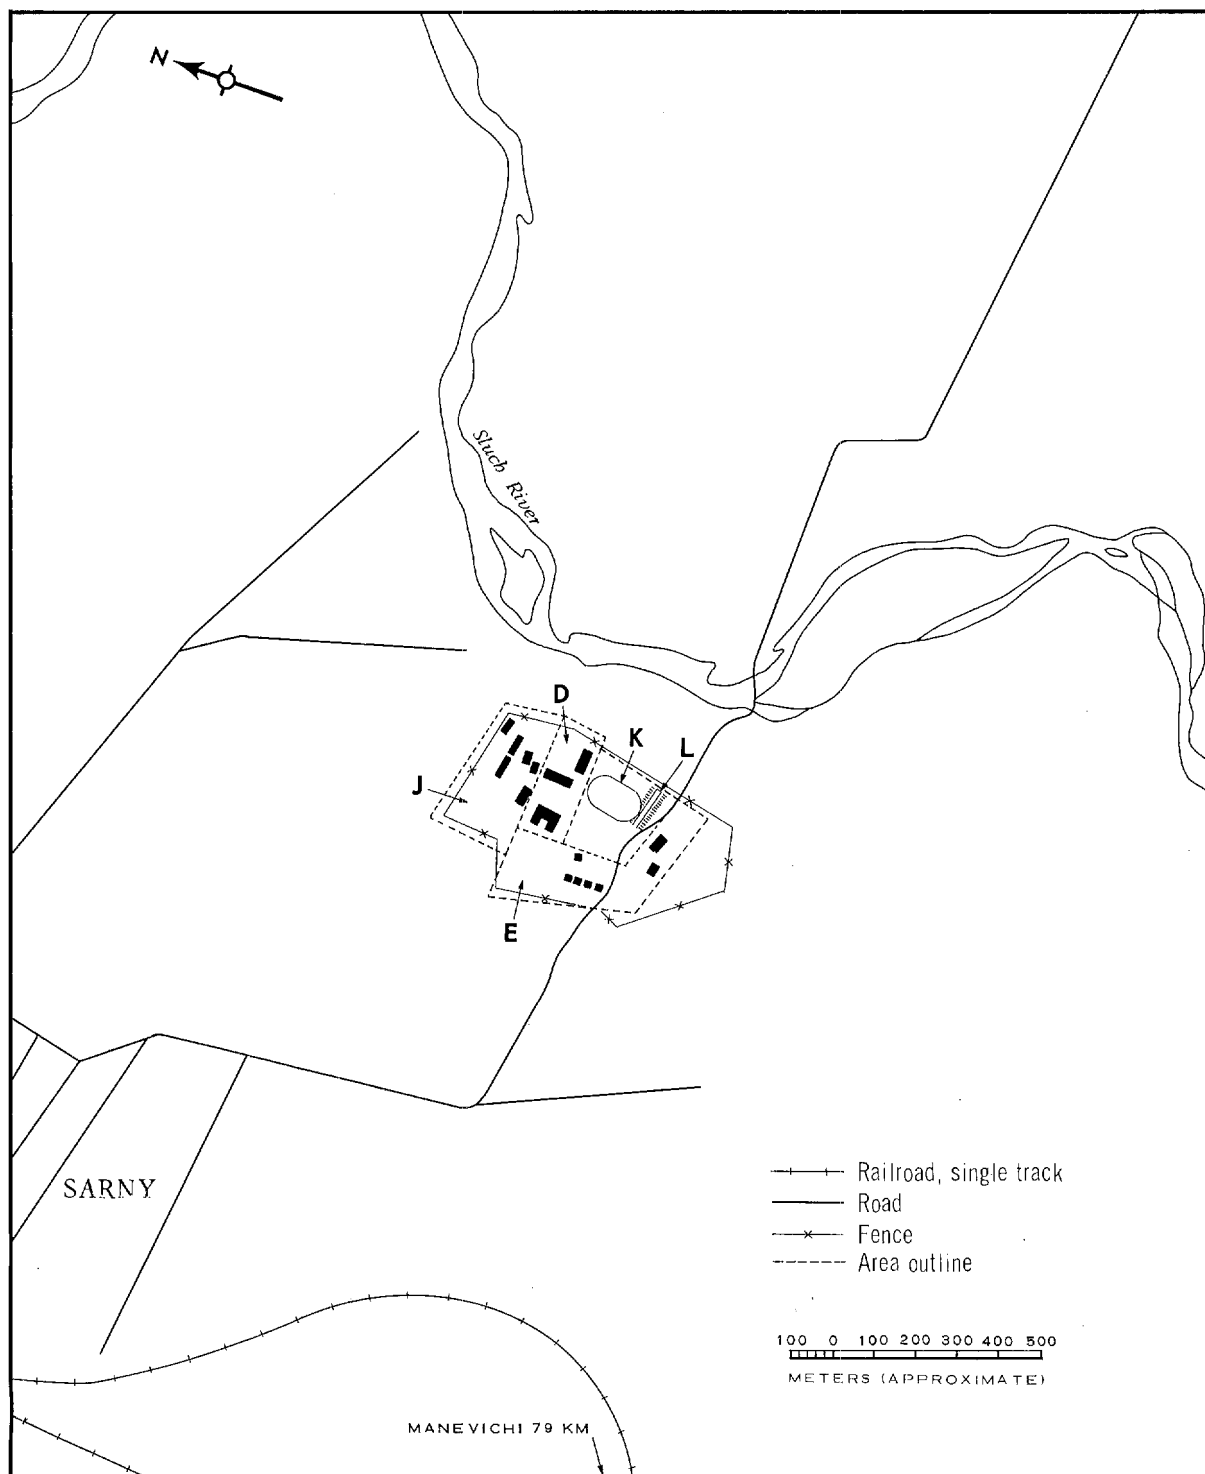 N
Sluch River
D
K
L
J
E
SARNY
Railroad, single track
Road
Fence
Area outline
100 0 100 200 300 400 500
METERS (APPROXIMATE)
MANEVICHI 79 KM